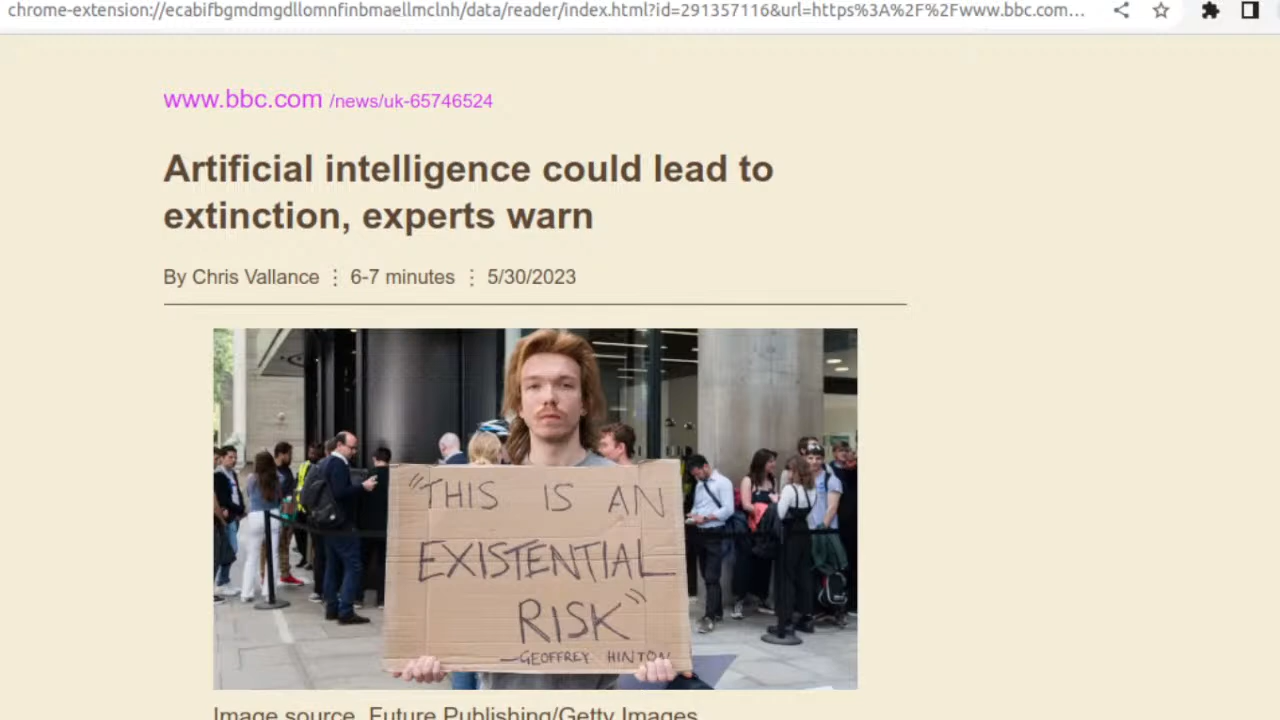 chrome-extension://ecabifbgmdmgdllomnfinbmaellmclnh/data/reader/index.html?id=291357116&url=https%3A%2F%2Fwww.bbc.com...
www.bbc.com /news/uk-65746524
Artificial intelligence could lead to
extinction, experts warn
By Chris Vallance ⋮ 6-7 minutes ⋮ 5/30/2023
"THIS IS AN
EXISTENTIAL
RISK"
—GEOFFREY HINTON
Image source, Future Publishing/Getty Images